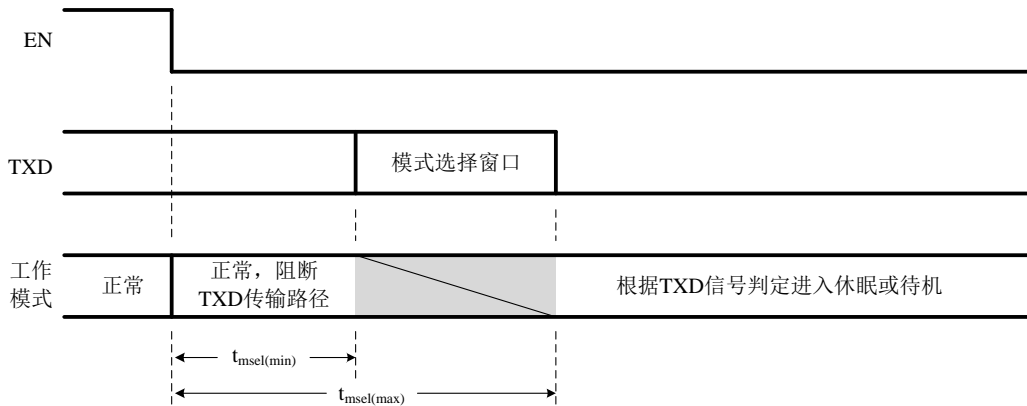 EN
TXD
模式选择窗口
工作
模式
正常
正常，阻断
TXD传输路径
根据TXD信号判定进入休眠或待机
tmsel(min)
tmsel(max)